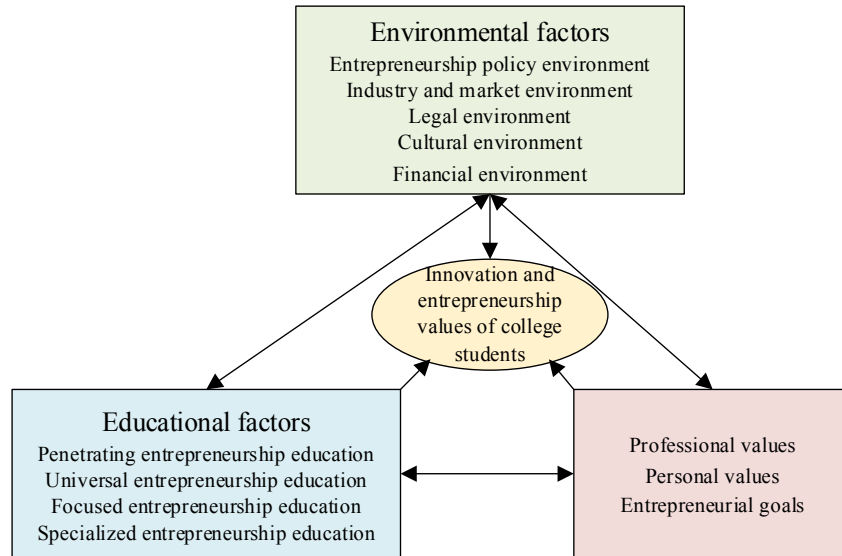 Environmental factors
Entrepreneurship policy environment
Industry and market environment
Legal environment
Cultural environment
Financial environment
Innovation and
entrepreneurship
values of college
students
Educational factors
Penetrating entrepreneurship education
Universal entrepreneurship education
Focused entrepreneurship education
Specialized entrepreneurship education
Professional values
Personal values
Entrepreneurial goals